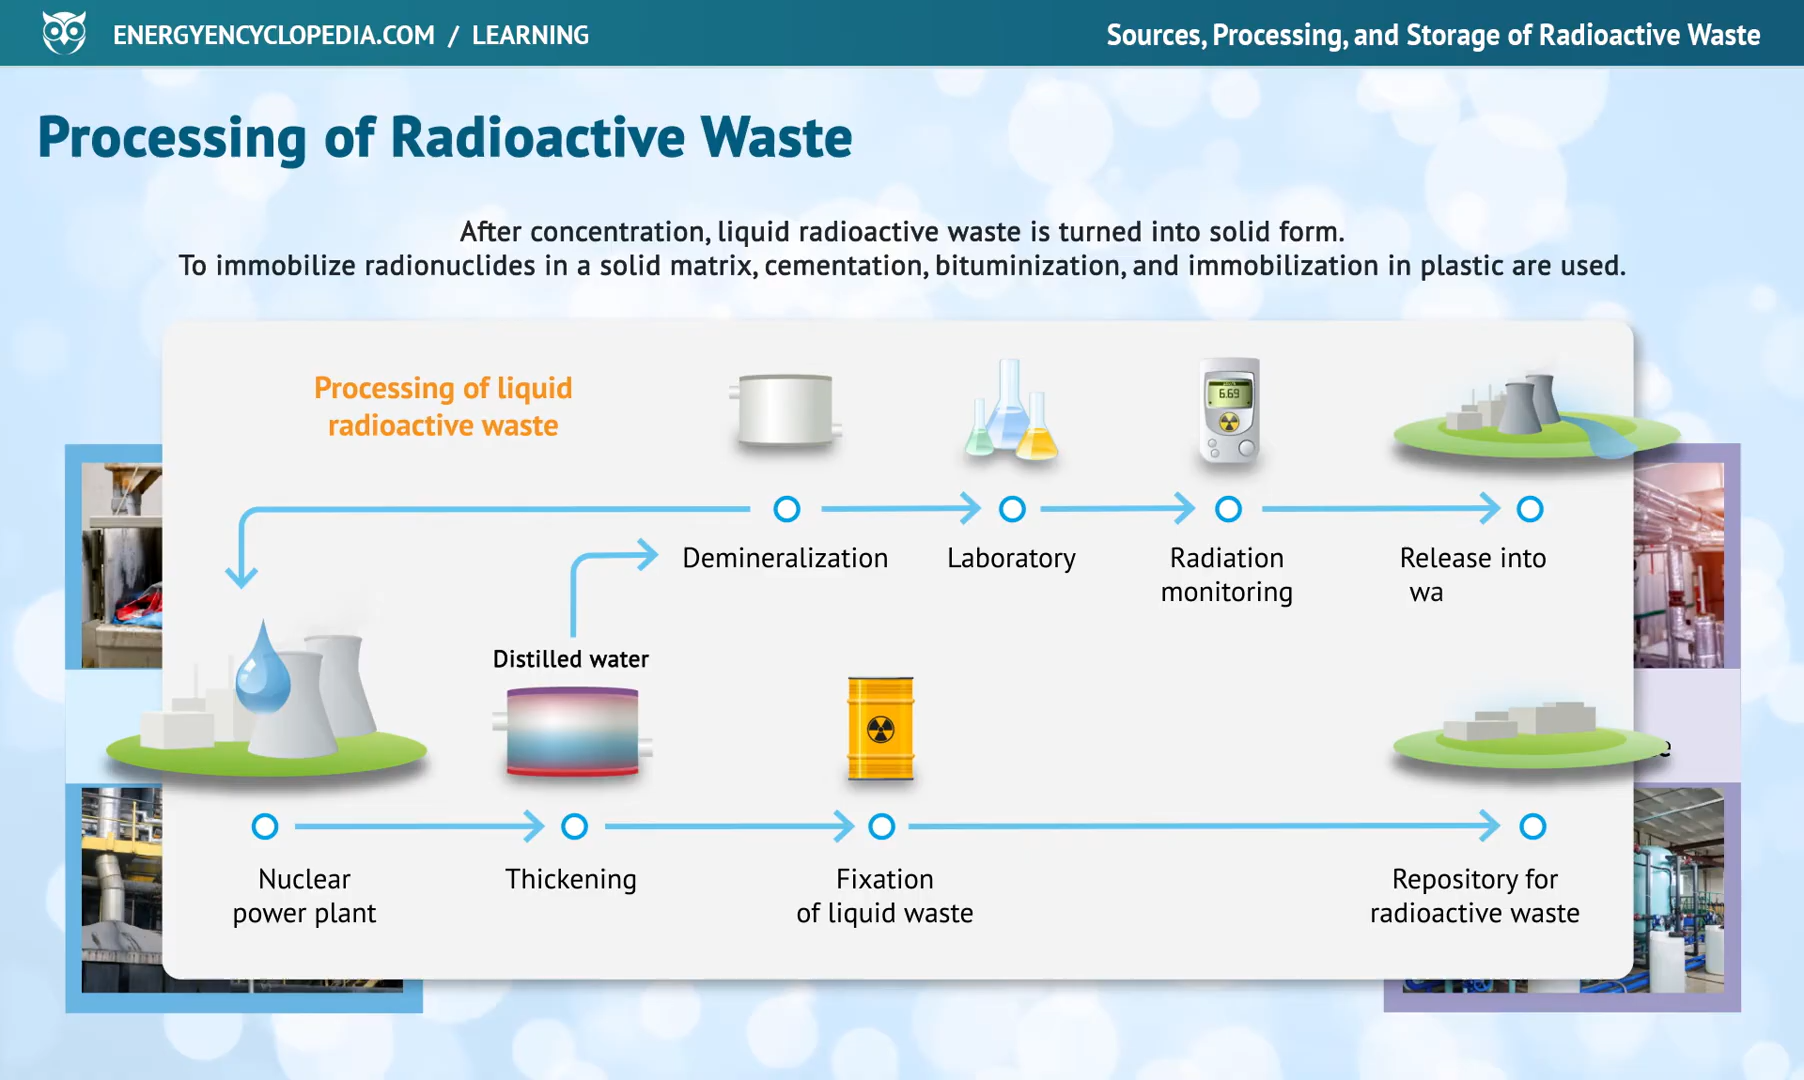 ENERGYENCYCLOPEDIA.COM / LEARNING
Sources, Processing, and Storage of Radioactive Waste
Processing of Radioactive Waste
After concentration, liquid radioactive waste is turned into solid form.
To immobilize radionuclides in a solid matrix, cementation, bituminization, and immobilization in plastic are used.
Processing of liquid
radioactive waste
6.69
Demineralization
Laboratory
Radiation
monitoring
Release into
wa
Distilled water
Nuclear
power plant
Thickening
Fixation
of liquid waste
Repository for
radioactive waste